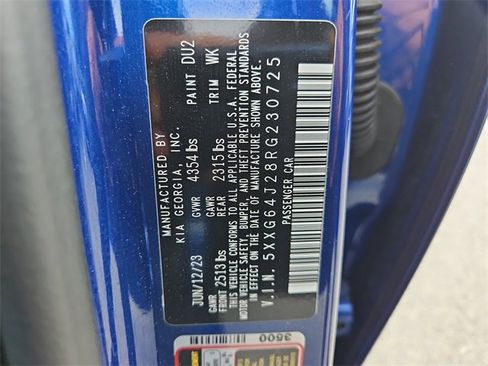 MANUFACTURED BY
KIA GEORGIA, INC.
PAINT DU2
JUN/12/23 GVWR 4354 lbs
TRIM WK
GAWR FRONT 2513 lbs GAWR REAR 2315 lbs
THIS VEHICLE CONFORMS TO ALL APPLICABLE U.S.A. FEDERAL
MOTOR VEHICLE SAFETY, BUMPER, AND THEFT PREVENTION STANDARDS
IN EFFECT ON THE DATE OF MANUFACTURE SHOWN ABOVE.
V.I.N. 5XXG64J28RG230725
PASSENGER CAR
3500